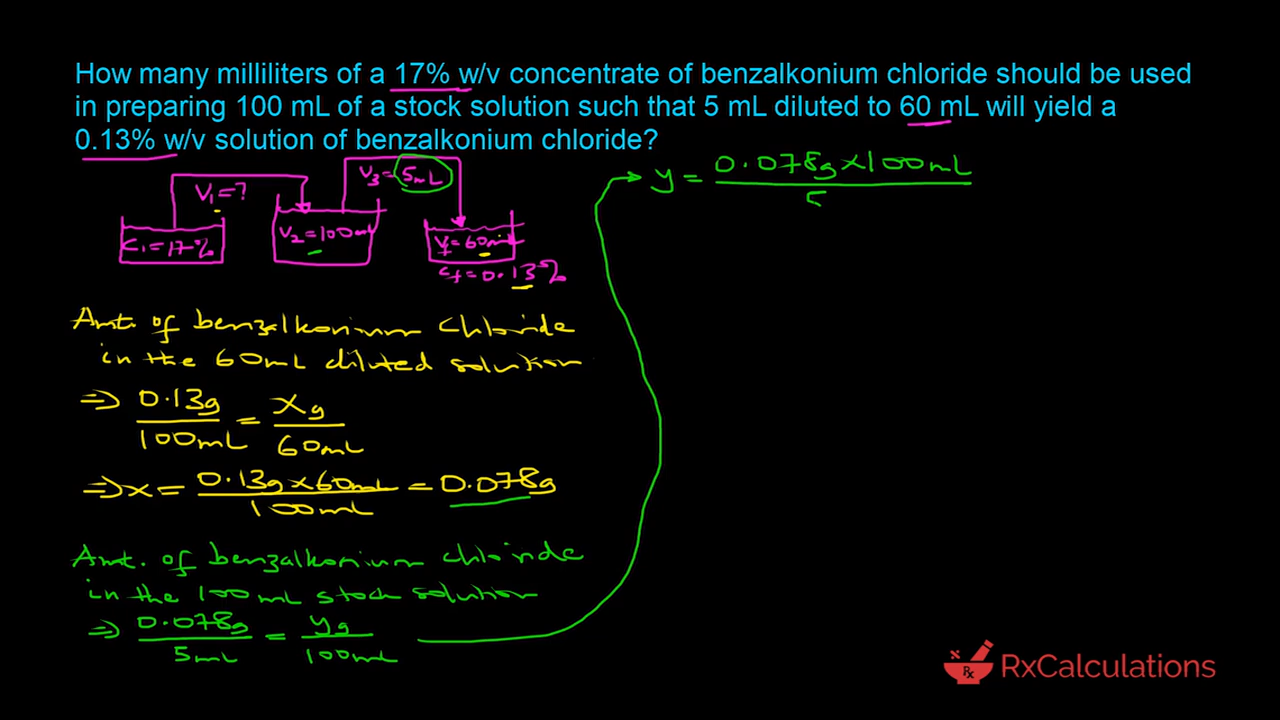 How many milliliters of a 17% w/v concentrate of benzalkonium chloride should be used
in preparing 100 mL of a stock solution such that 5 mL diluted to 60 mL will yield a
0.13% w/v solution of benzalkonium chloride?
V₁=?
V₃=5mL
C₁=17%
V₂=100mL
Vf=60mL
Cf=0.13%
Amt. of benzalkonium chloride
in the 60mL diluted solution
⇒ 0.13g/100mL = xg/60mL
⇒ x = 0.13g×60mL/100mL = 0.078g
Amt. of benzalkonium chloride
in the 100mL stock solution
⇒ 0.078g/5mL = yg/100mL
y = 0.078g×100mL/5
Rx
RxCalculations